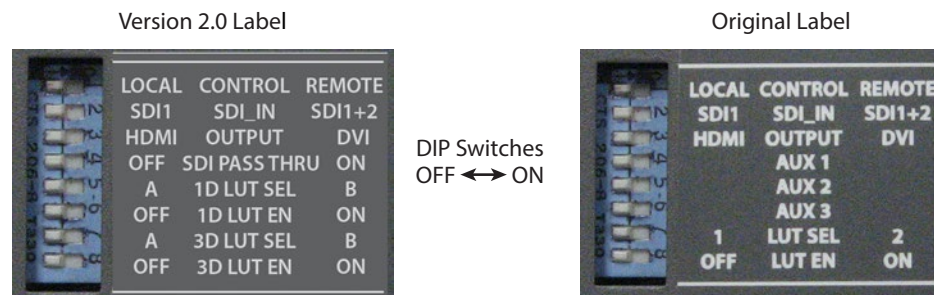 Version 2.0 Label
LOCAL CONTROL REMOTE
SDI1 SDI_IN SDI1+2
HDMI OUTPUT DVI
OFF SDI PASS THRU ON
A 1D LUT SEL B
OFF 1D LUT EN ON
A 3D LUT SEL B
OFF 3D LUT EN ON
DIP Switches
OFF ↔ ON
Original Label
LOCAL CONTROL REMOTE
SDI1 SDI_IN SDI1+2
HDMI OUTPUT DVI
AUX 1
AUX 2
AUX 3
1 LUT SEL 2
OFF LUT EN ON